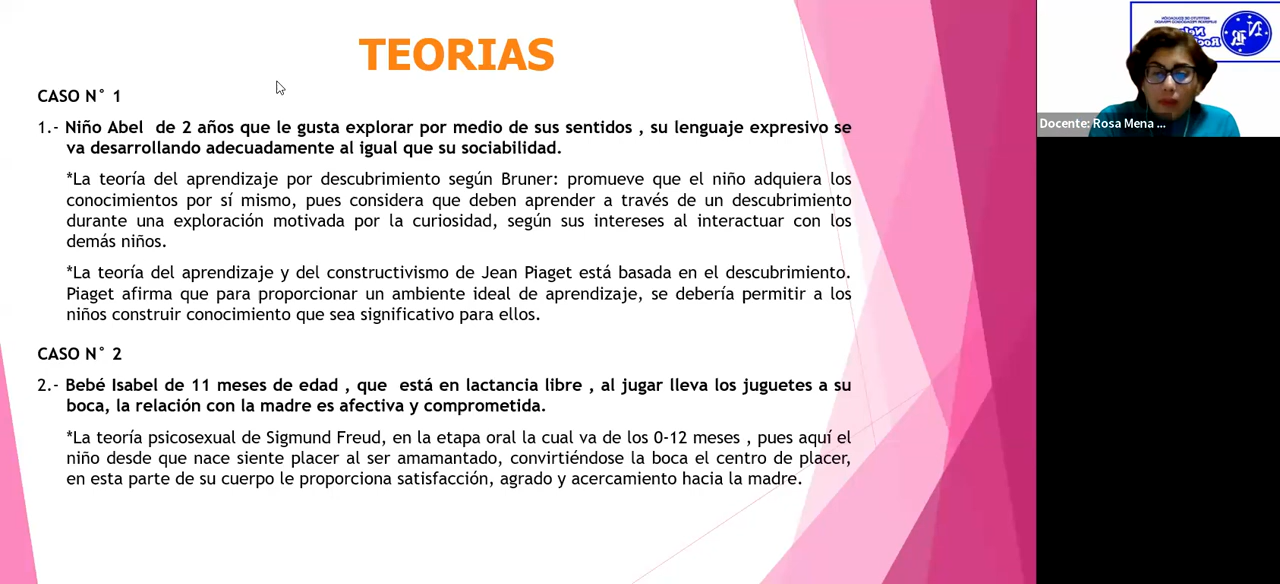 TEORIAS
CASO N° 1
1.- Niño Abel de 2 años que le gusta explorar por medio de sus sentidos , su lenguaje expresivo se
va desarrollando adecuadamente al igual que su sociabilidad.
*La teoría del aprendizaje por descubrimiento según Bruner: promueve que el niño adquiera los
conocimientos por sí mismo, pues considera que deben aprender a través de un descubrimiento
durante una exploración motivada por la curiosidad, según sus intereses al interactuar con los
demás niños.
*La teoría del aprendizaje y del constructivismo de Jean Piaget está basada en el descubrimiento.
Piaget afirma que para proporcionar un ambiente ideal de aprendizaje, se debería permitir a los
niños construir conocimiento que sea significativo para ellos.
CASO N° 2
2.- Bebé Isabel de 11 meses de edad , que está en lactancia libre , al jugar lleva los juguetes a su
boca, la relación con la madre es afectiva y comprometida.
*La teoría psicosexual de Sigmund Freud, en la etapa oral la cual va de los 0-12 meses , pues aquí el
niño desde que nace siente placer al ser amamantado, convirtiéndose la boca el centro de placer,
en esta parte de su cuerpo le proporciona satisfacción, agrado y acercamiento hacia la madre.
Docente: Rosa Mena ...